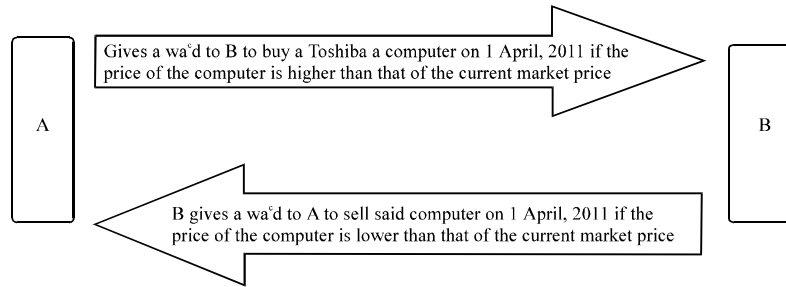 Gives a waᶜd to B to buy a Toshiba a computer on 1 April, 2011 if the
price of the computer is higher than that of the current market price
A
B
B gives a waᶜd to A to sell said computer on 1 April, 2011 if the
price of the computer is lower than that of the current market price